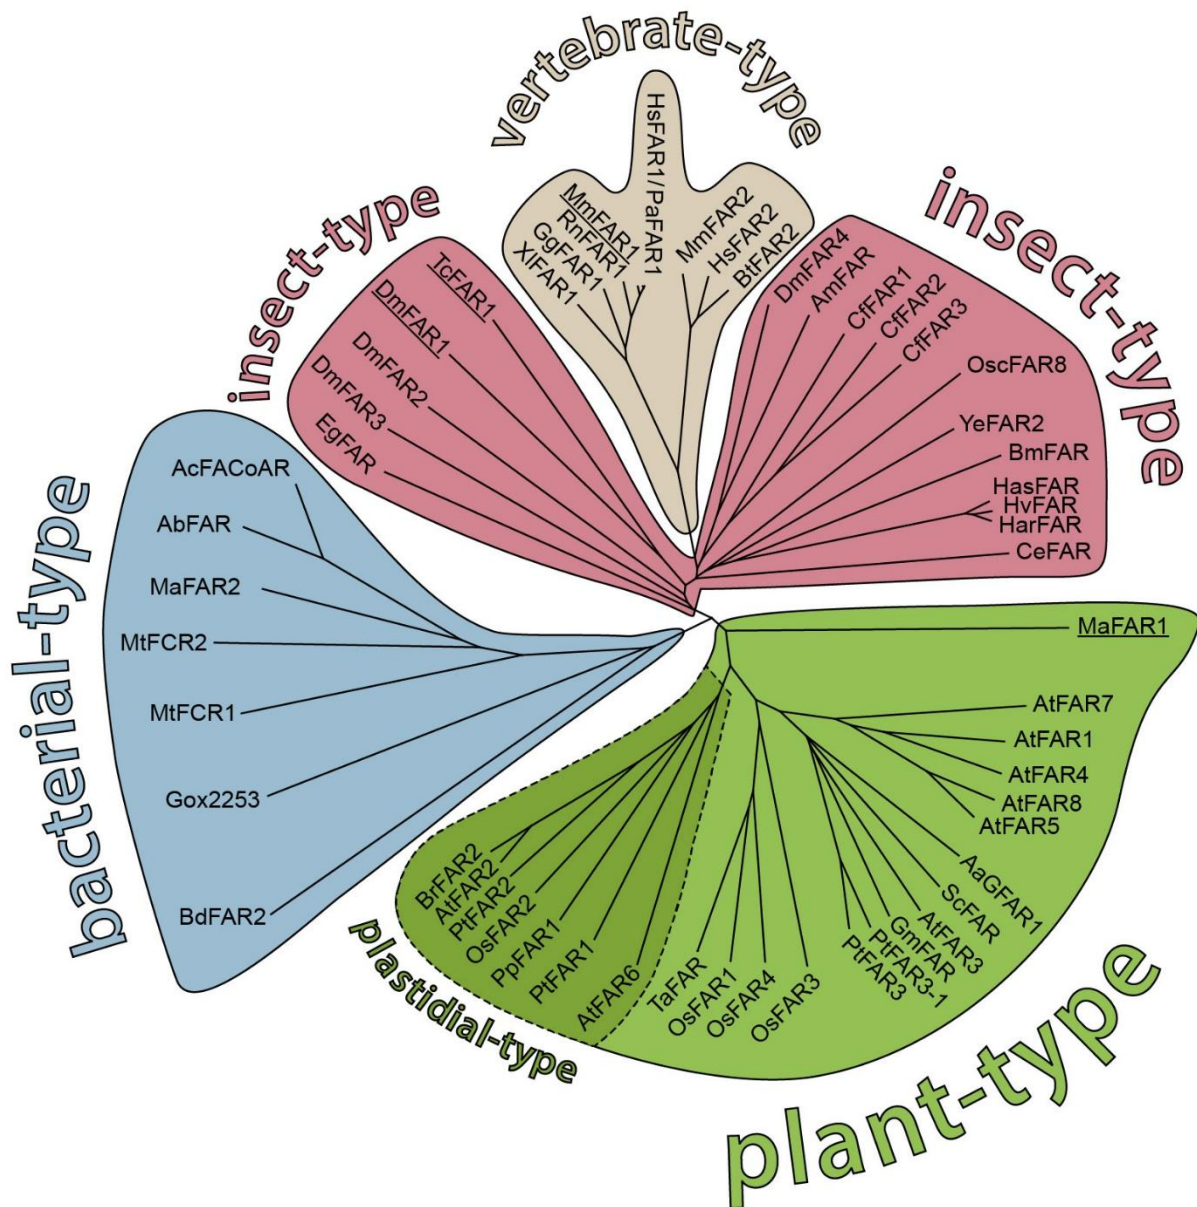 vertebrate-type
HsFAR1/PaFAR1
MmFAR1
RnFAR1
GgFAR1
XlFAR1
MmFAR2
HsFAR2
BtFAR2
insect-type
TcFAR1
DmFAR1
DmFAR2
DmFAR3
EgFAR
insect-type
DmFAR4
AmFAR
CfFAR1
CfFAR2
CfFAR3
OscFAR8
YeFAR2
BmFAR
HasFAR
HvFAR
HarFAR
CeFAR
bacterial-type
AcFACoAR
AbFAR
MaFAR2
MtFCR2
MtFCR1
Gox2253
BdFAR2
MaFAR1
AtFAR7
AtFAR1
AtFAR4
AtFAR8
AtFAR5
AaGFAR1
ScFAR
AtFAR3
GmFAR
PtFAR3-1
PtFAR3
OsFAR3
OsFAR4
OsFAR1
TaFAR
AtFAR6
PtFAR1
PpFAR1
OsFAR2
PtFAR2
AtFAR2
BrFAR2
plastidial-type
plant-type